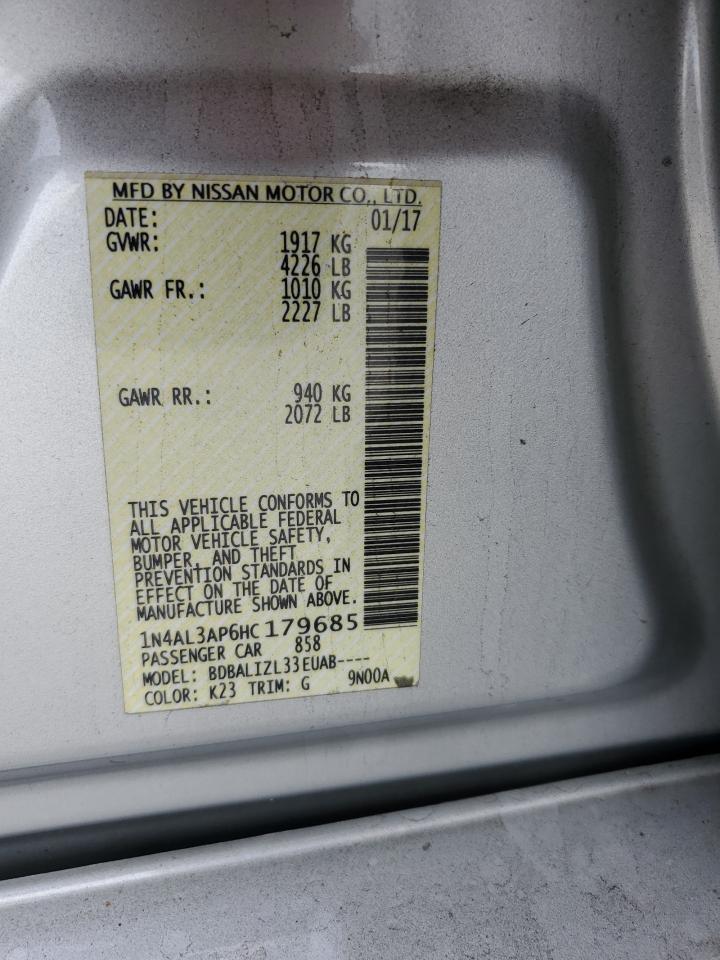 MFD BY NISSAN MOTOR CO., LTD.
DATE: 01/17
GVWR: 1917 KG
4226 LB
GAWR FR.: 1010 KG
2227 LB
GAWR RR.: 940 KG
2072 LB
THIS VEHICLE CONFORMS TO
ALL APPLICABLE FEDERAL
MOTOR VEHICLE SAFETY,
BUMPER, AND THEFT
PREVENTION STANDARDS IN
EFFECT ON THE DATE OF
MANUFACTURE SHOWN ABOVE.
1N4AL3AP6HC179685
PASSENGER CAR 858
MODEL: BDBALIZL33EUAB----
COLOR: K23 TRIM: G 9N00A